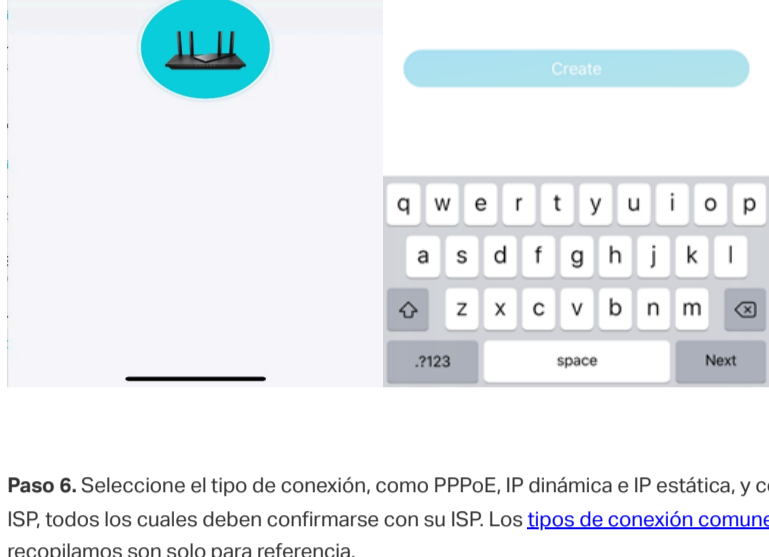 Create
q w e r t y u i o p
a s d f g h j k l
z x c v b n m
.?123 space Next
Paso 6. Seleccione el tipo de conexión, como PPPoE, IP dinámica e IP estática, y
ISP, todos los cuales deben confirmarse con su ISP. Los tipos de conexión
recopilamos son solo para referencia.